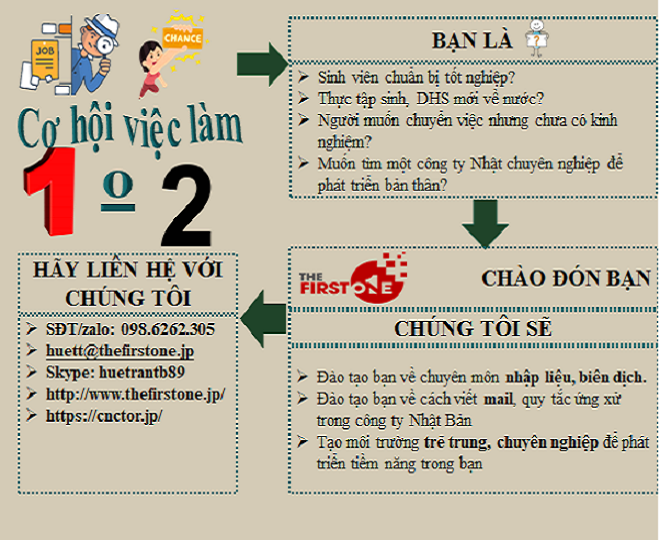 JOB
CHANCE
Cơ hội việc làm
1 0 2
BẠN LÀ
?
Sinh viên chuẩn bị tốt nghiệp?
Thực tập sinh, DHS mới về nước?
Người muốn chuyển việc nhưng chưa có kinh
nghiệm?
Muốn tìm một công ty Nhật chuyên nghiệp để
phát triển bản thân?
THE
FIRSTONE
CHÀO ĐÓN BẠN
CHÚNG TÔI SẼ
Đào tạo bạn về chuyên môn nhập liệu, biên dịch.
Đào tạo bạn về cách viết mail, quy tắc ứng xử
trong công ty Nhật Bản
Tạo môi trường trẻ trung, chuyên nghiệp để phát
triển tiềm năng trong bạn
HÃY LIÊN HỆ VỚI
CHÚNG TÔI
SĐT/zalo: 098.6262.305
huett@thefirstone.jp
Skype: huetrantb89
http://www.thefirstone.jp/
https://cnctor.jp/